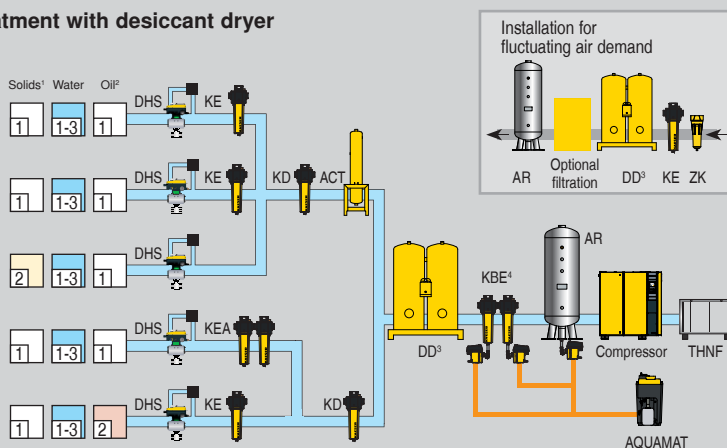 atment with desiccant dryer
Installation for
fluctuating air demand
AR Optional
filtration DD³ KE ZK
Solids¹ Water Oil²
1 1-3 1 DHS KE
1 1-3 1 DHS KE KD ACT
2 1-3 1 DHS
1 1-3 1 DHS KEA
1 1-3 2 DHS KE KD
DD³ KBE⁴ AR Compressor THNF
AQUAMAT